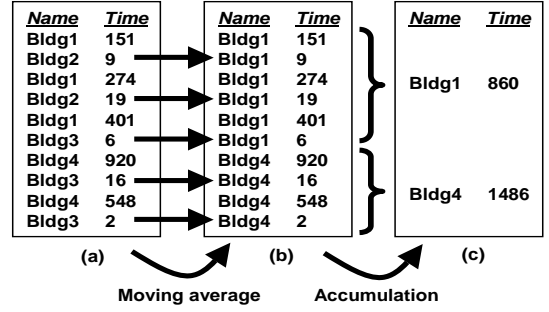 Name Time
Bldg1 151
Bldg2 9
Bldg1 274
Bldg2 19
Bldg1 401
Bldg3 6
Bldg4 920
Bldg3 16
Bldg4 548
Bldg3 2
(a)
Name Time
Bldg1 151
Bldg1 9
Bldg1 274
Bldg1 19
Bldg1 401
Bldg1 6
Bldg4 920
Bldg4 16
Bldg4 548
Bldg4 2
(b)
Name Time
Bldg1 860
Bldg4 1486
(c)
Moving average
Accumulation